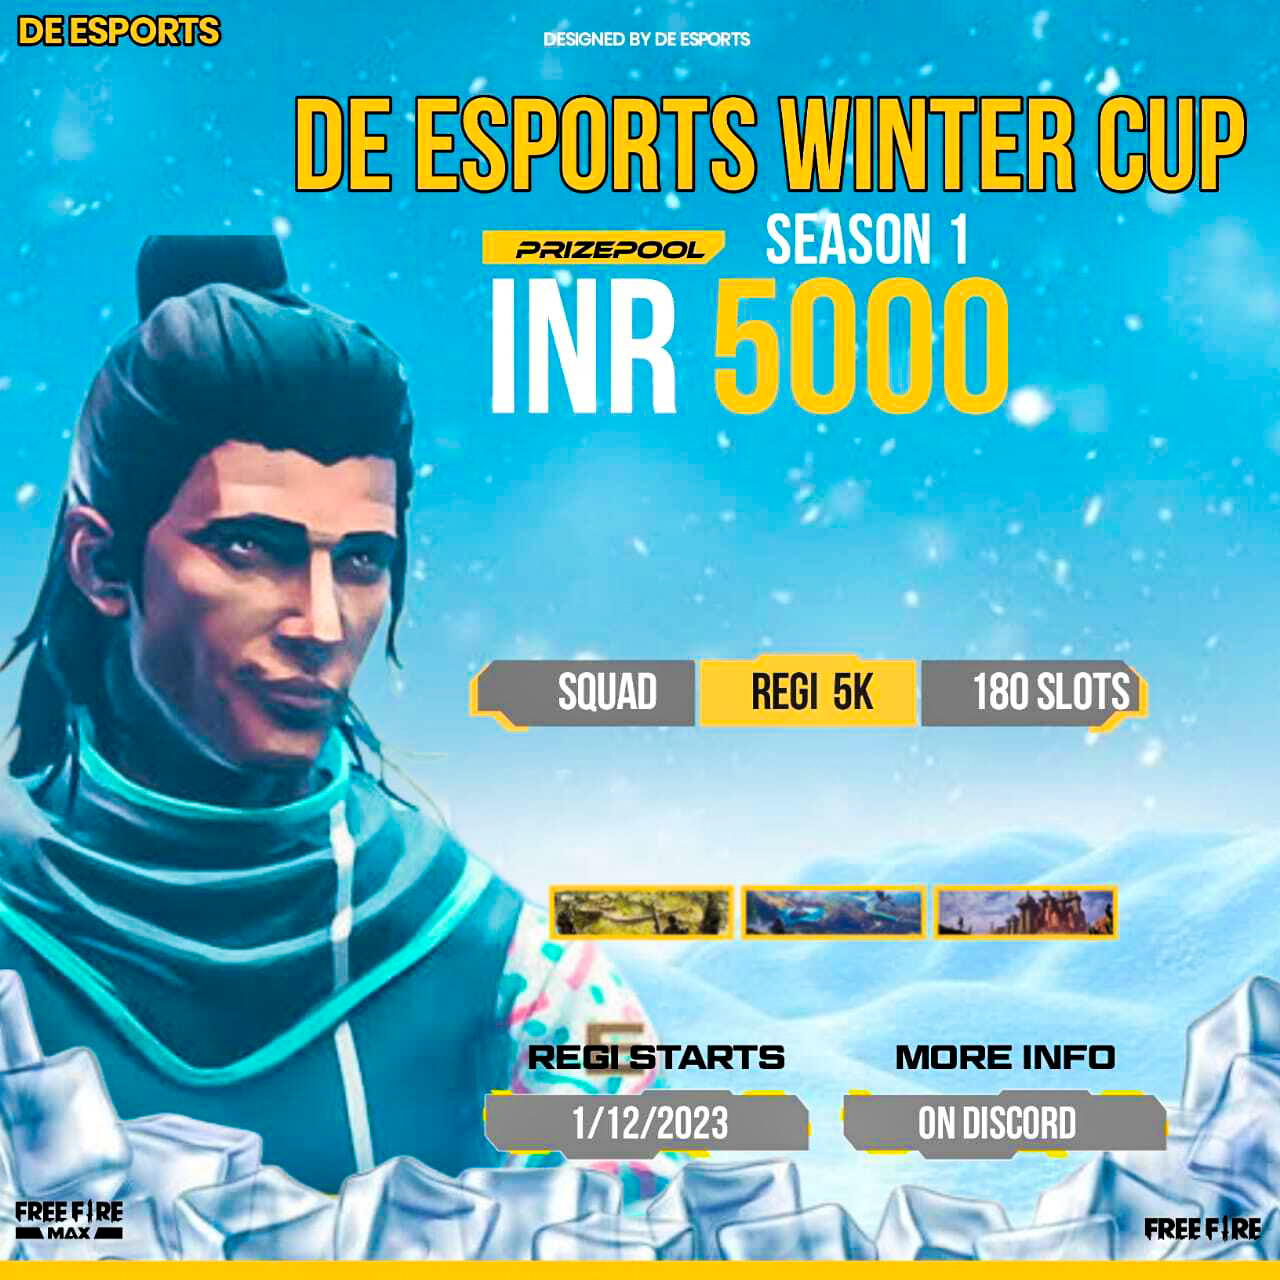 DE ESPORTS
DESIGNED BY DE ESPORTS
DE ESPORTS WINTER CUP
SEASON 1
PRIZEPOOL
INR 5000
SQUAD
REGI 5K
180 SLOTS
REGI STARTS
MORE INFO
1/12/2023
ON DISCORD
FREE FIRE
MAX
FREE FIRE